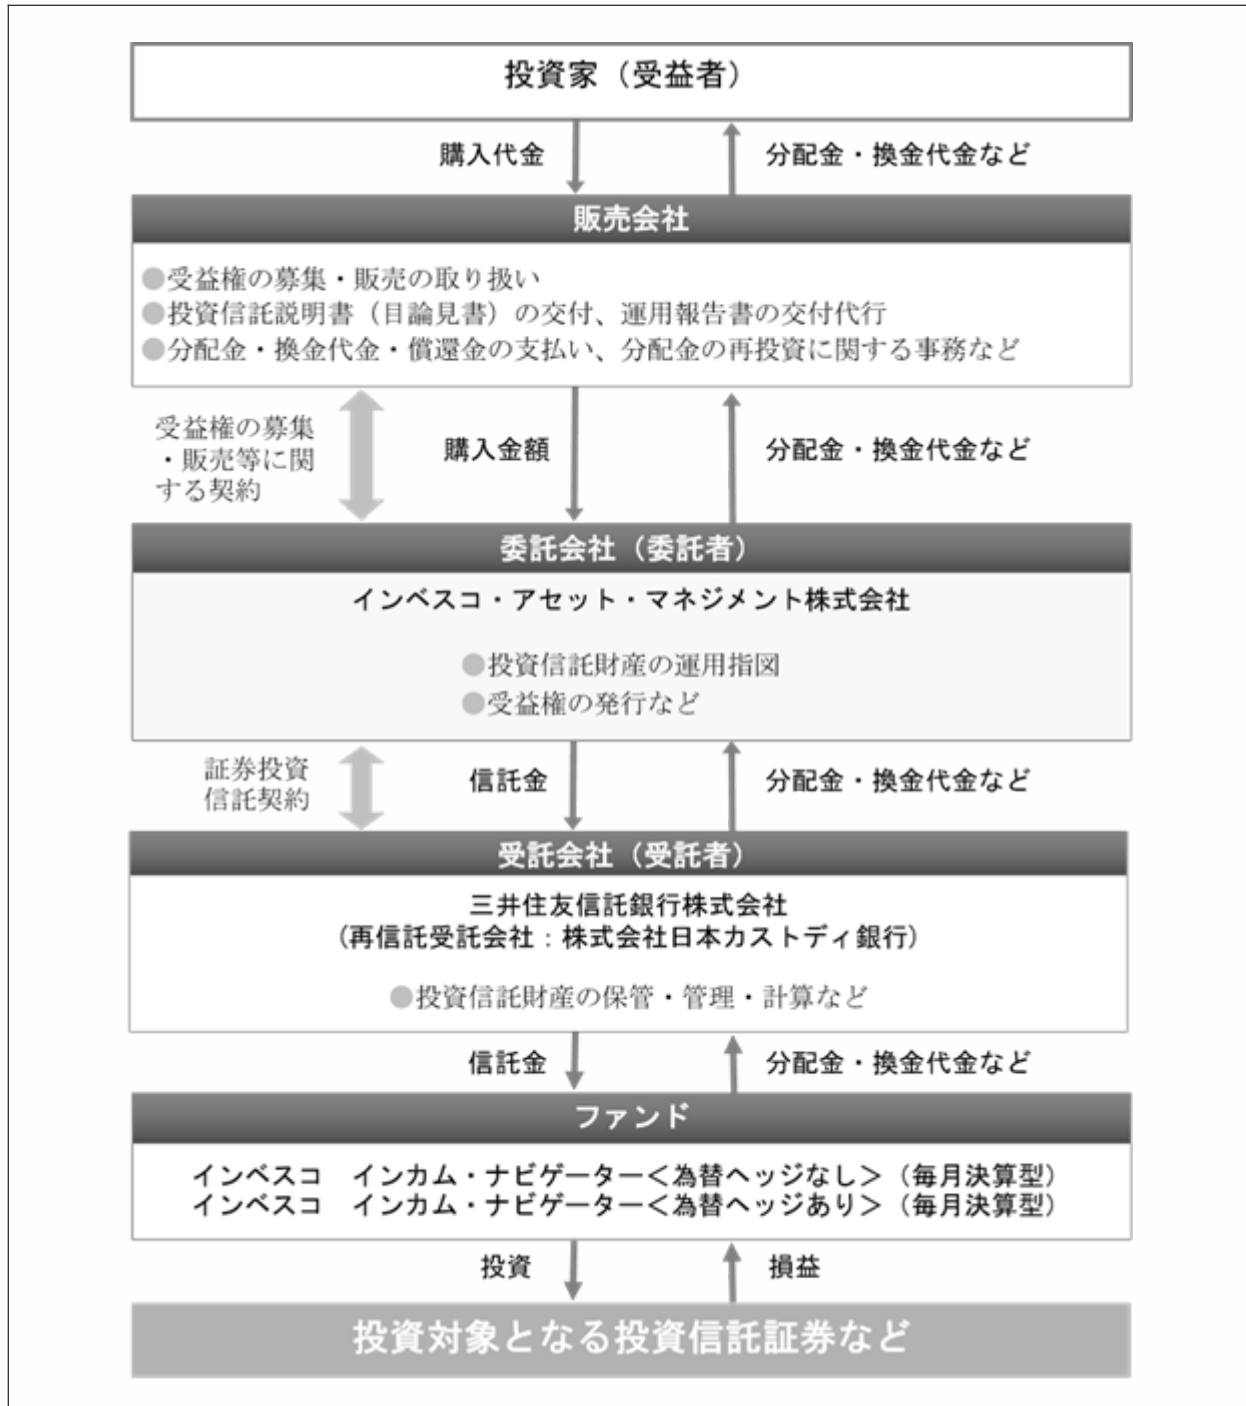 投資家（受益者）
購入代金
分配金・換金代金など
販売会社
●受益権の募集・販売の取り扱い
●投資信託説明書（目論見書）の交付、運用報告書の交付代行
●分配金・換金代金・償還金の支払い、分配金の再投資に関する事務など
受益権の募集
・販売等に関
する契約
購入金額
分配金・換金代金など
委託会社（委託者）
インベスコ・アセット・マネジメント株式会社
●投資信託財産の運用指図
●受益権の発行など
証券投資
信託契約
信託金
分配金・換金代金など
受託会社（受託者）
三井住友信託銀行株式会社
（再信託受託会社：株式会社日本カストディ銀行）
●投資信託財産の保管・管理・計算など
信託金
分配金・換金代金など
ファンド
インベスコ　インカム・ナビゲーター＜為替ヘッジなし＞（毎月決算型）
インベスコ　インカム・ナビゲーター＜為替ヘッジあり＞（毎月決算型）
投資
損益
投資対象となる投資信託証券など